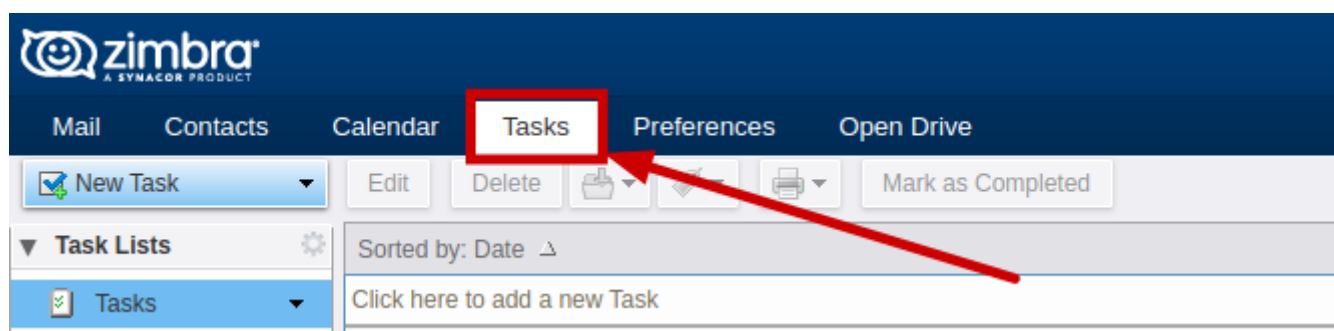 zimbra
A SYNACOR PRODUCT
Mail Contacts Calendar Tasks Preferences Open Drive
New Task Edit Delete Mark as Completed
Task Lists Sorted by: Date
Tasks Click here to add a new Task